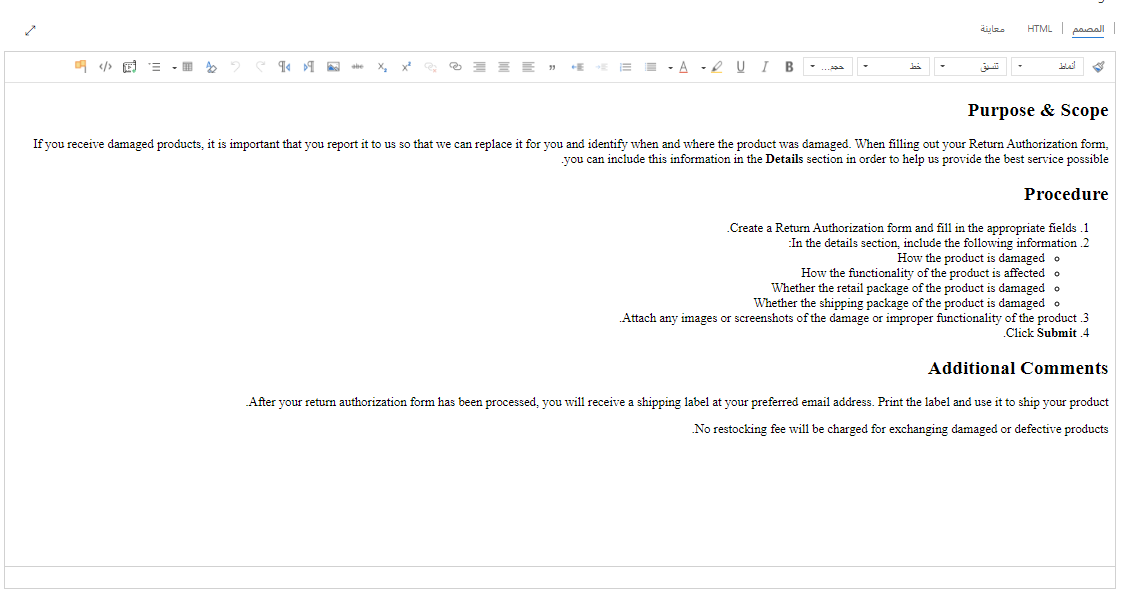 المصمم
HTML
معاينة
أنماط
تنسيق
خط
حجم...
B I U A
abc X₂ X²
Purpose & Scope
If you receive damaged products, it is important that you report it to us so that we can replace it for you and identify when and where the product was damaged. When filling out your Return Authorization form,
.you can include this information in the Details section in order to help us provide the best service possible
Procedure
.Create a Return Authorization form and fill in the appropriate fields .1
:In the details section, include the following information .2
How the product is damaged
How the functionality of the product is affected
Whether the retail package of the product is damaged
Whether the shipping package of the product is damaged
.Attach any images or screenshots of the damage or improper functionality of the product .3
.Click Submit .4
Additional Comments
.After your return authorization form has been processed, you will receive a shipping label at your preferred email address. Print the label and use it to ship your product
.No restocking fee will be charged for exchanging damaged or defective products